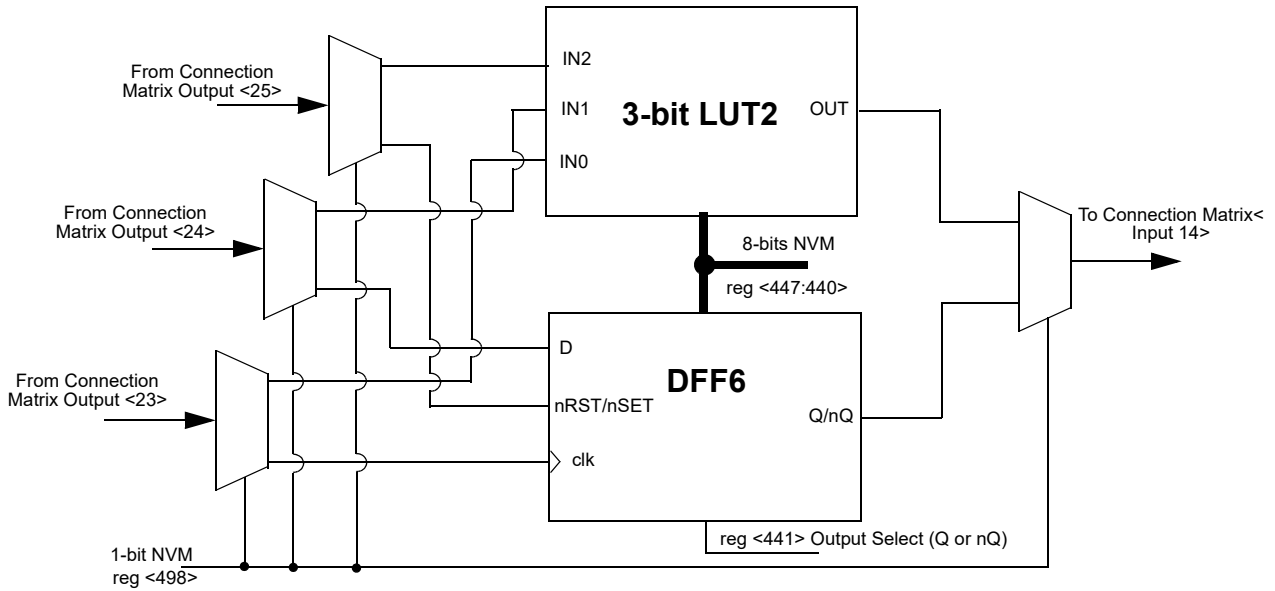 From Connection
Matrix Output <25>
IN2
IN1
IN0
3-bit LUT2
OUT
From Connection
Matrix Output <24>
To Connection Matrix<
Input 14>
8-bits NVM
reg <447:440>
From Connection
Matrix Output <23>
D
nRST/nSET
clk
DFF6
Q/nQ
reg <441> Output Select (Q or nQ)
1-bit NVM
reg <498>